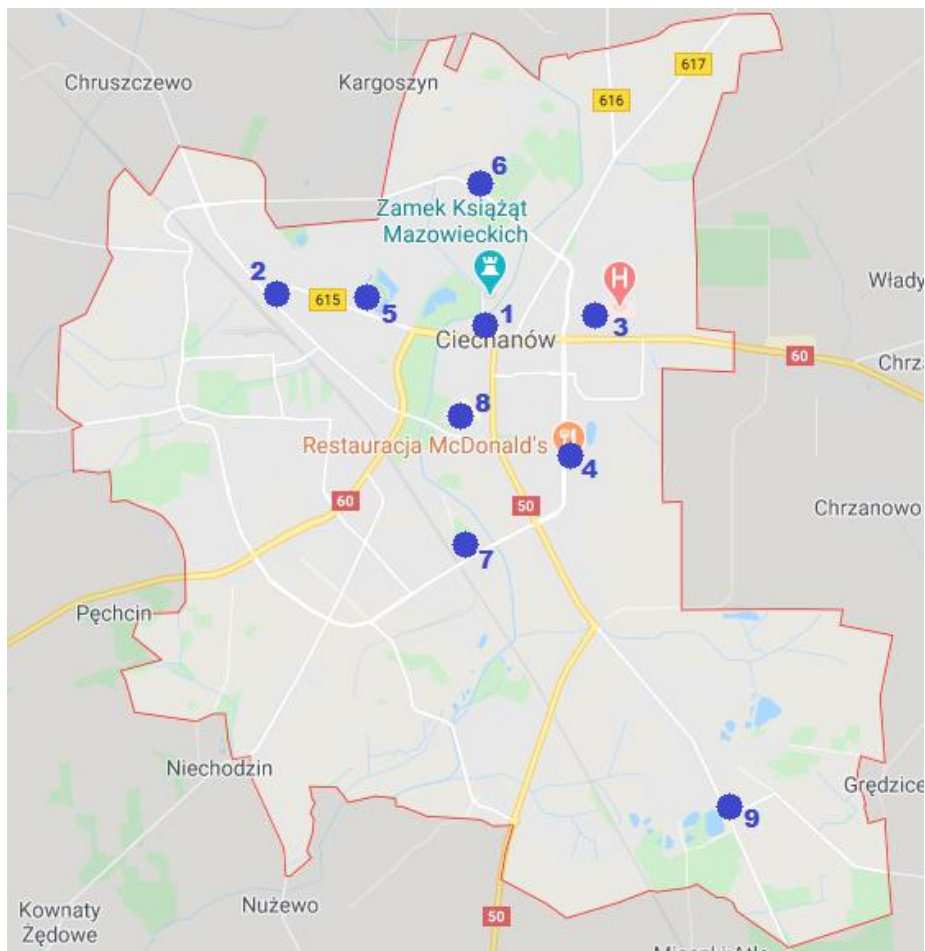 617
Chruszczewo
Kargoszyn
616
6
Zamek Książąt
Mazowieckich
2
H
Włady
615
5
1
3
Ciechanów
60
Chrz
8
Restauracja McDonald's
4
60
50
Chrzanowo
7
Pęchcin
Niechodzin
Grędzice
9
Nużewo
Kownaty
Żędowe
50